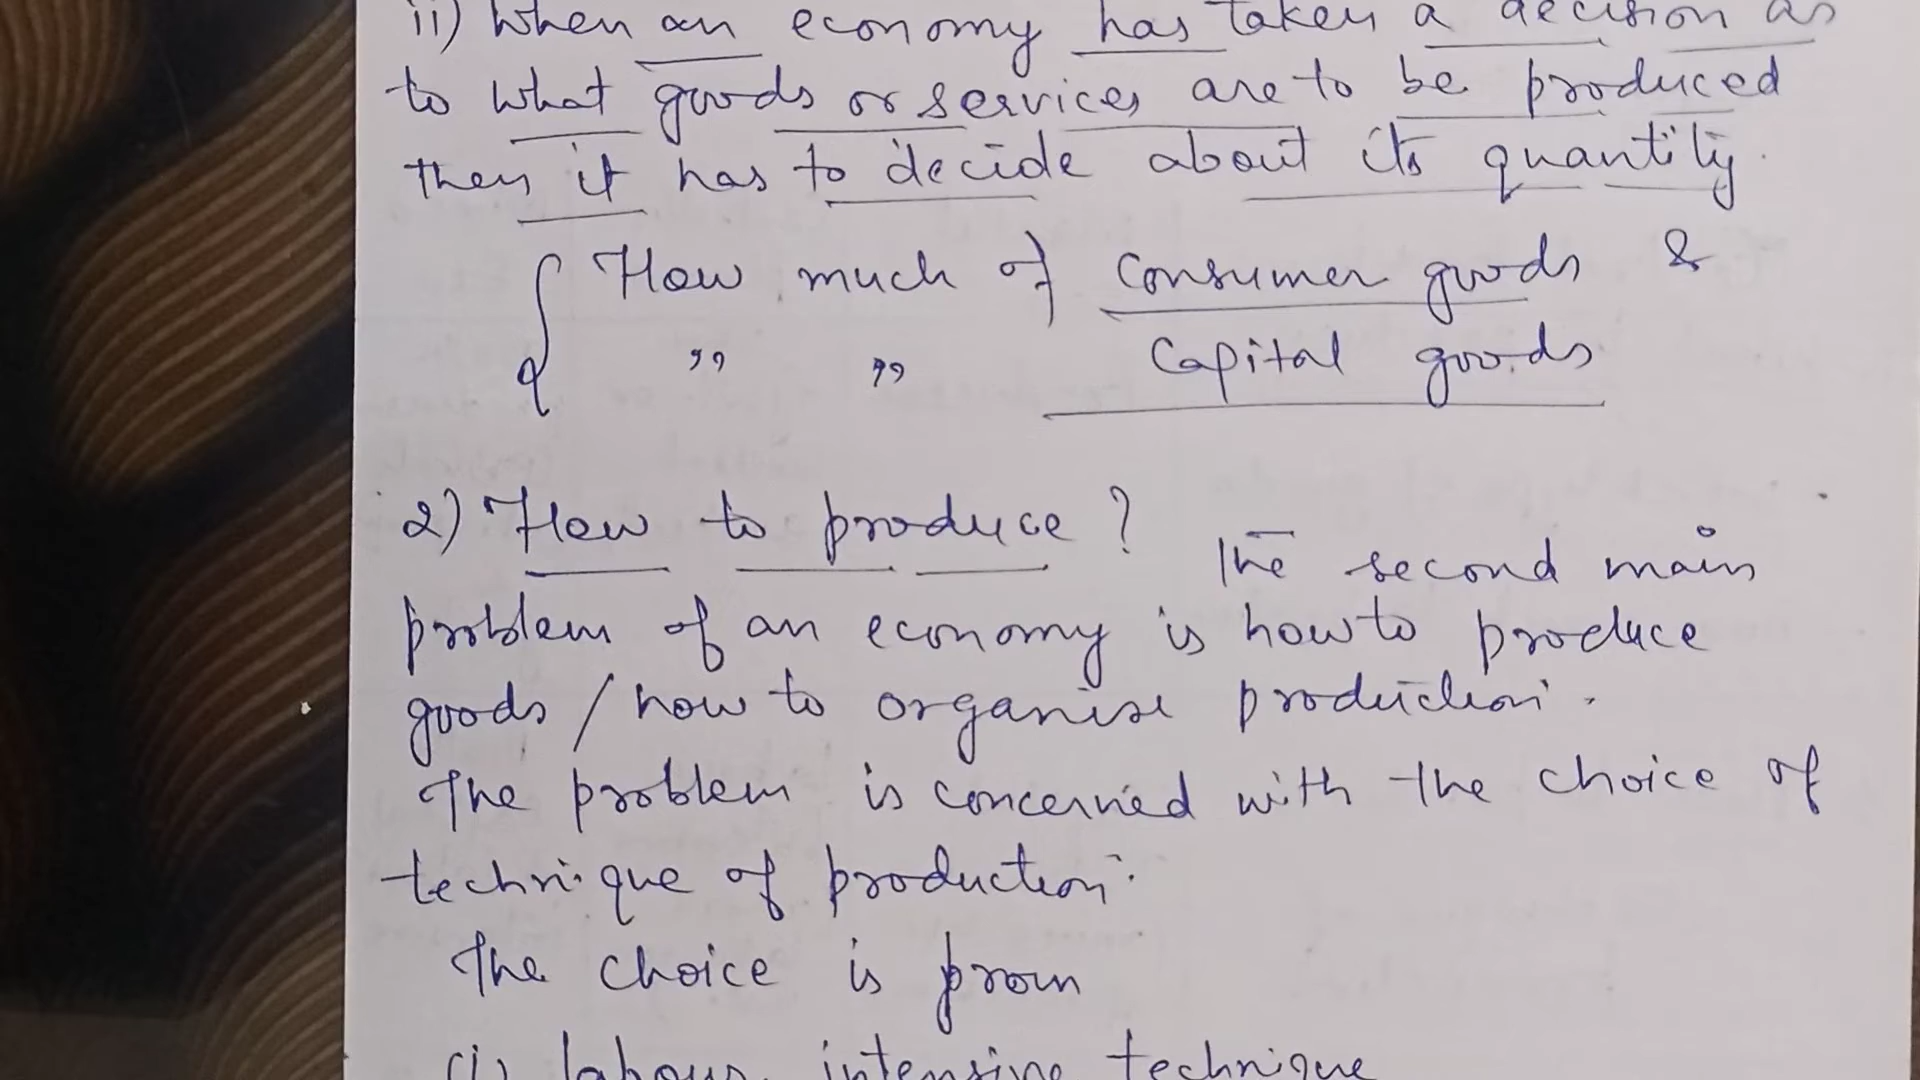 ii) When an economy has taken a decision as
to what goods or services are to be produced
then it has to decide about its quantity.
How much of consumer goods &
" " Capital goods
2) How to produce? The second main
problem of an economy is how to produce
goods / how to organise production.
The problem is concerned with the choice of
technique of production.
The choice is
(i) labour intensive technique